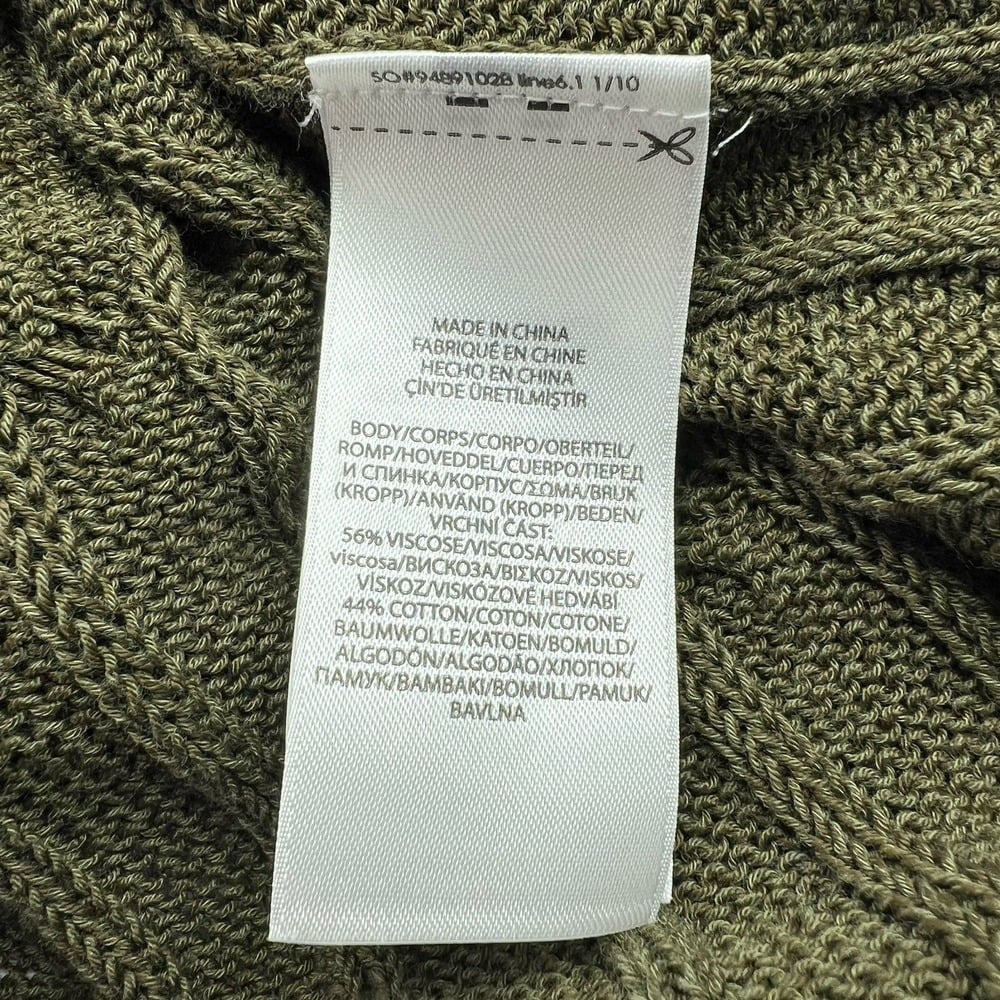 SO#94891028 line6.1 1/10
MADE IN CHINA
FABRIQUÉ EN CHINE
HECHO EN CHINA
ÇİN'DE ÜRETİLMİŞTİR
BODY/CORPS/CORPO/OBERTEIL/
ROMP/HOVEDDEL/CUERPO/ПЕРЕД
И СПИНКА/КОРПУС/ΣΩΜΑ/BRUK
(KROPP)/ANVÄND (KROPP)/BEDEN/
VRCHNÍ ČÁST:
56% VISCOSE/VISCOSA/VISKOSE/
viscosa/ВИСКОЗА/ΒΙΣΚΟΖ/VISKOS/
VİSKOZ/VISKÓZOVÉ HEDVÁBÍ
44% COTTON/COTON/COTONE/
BAUMWOLLE/KATOEN/BOMULD/
ALGODÓN/ALGODÃO/ХЛОПОК/
ПАМУК/ΒΑΜΒΑΚΙ/BOMULL/PAMUK/
BAVLNA